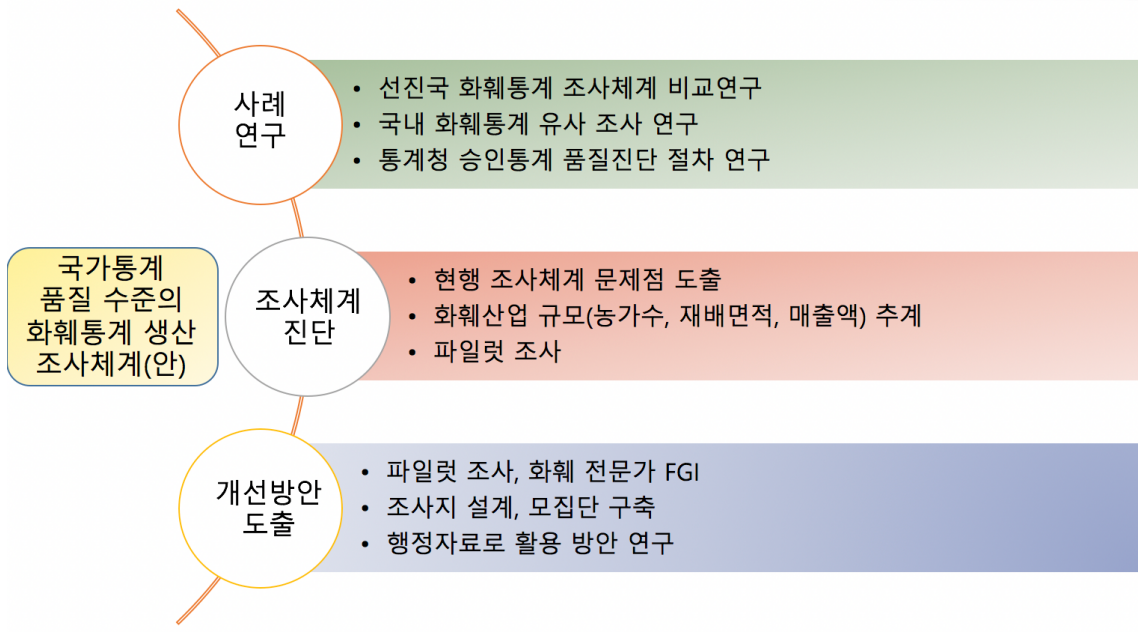 사례
연구
• 선진국 화훼통계 조사체계 비교연구
• 국내 화훼통계 유사 조사 연구
• 통계청 승인통계 품질진단 절차 연구
국가통계
품질 수준의
화훼통계 생산
조사체계(안)
조사체계
진단
• 현행 조사체계 문제점 도출
• 화훼산업 규모(농가수, 재배면적, 매출액) 추계
• 파일럿 조사
개선방안
도출
• 파일럿 조사, 화훼 전문가 FGI
• 조사지 설계, 모집단 구축
• 행정자료로 활용 방안 연구